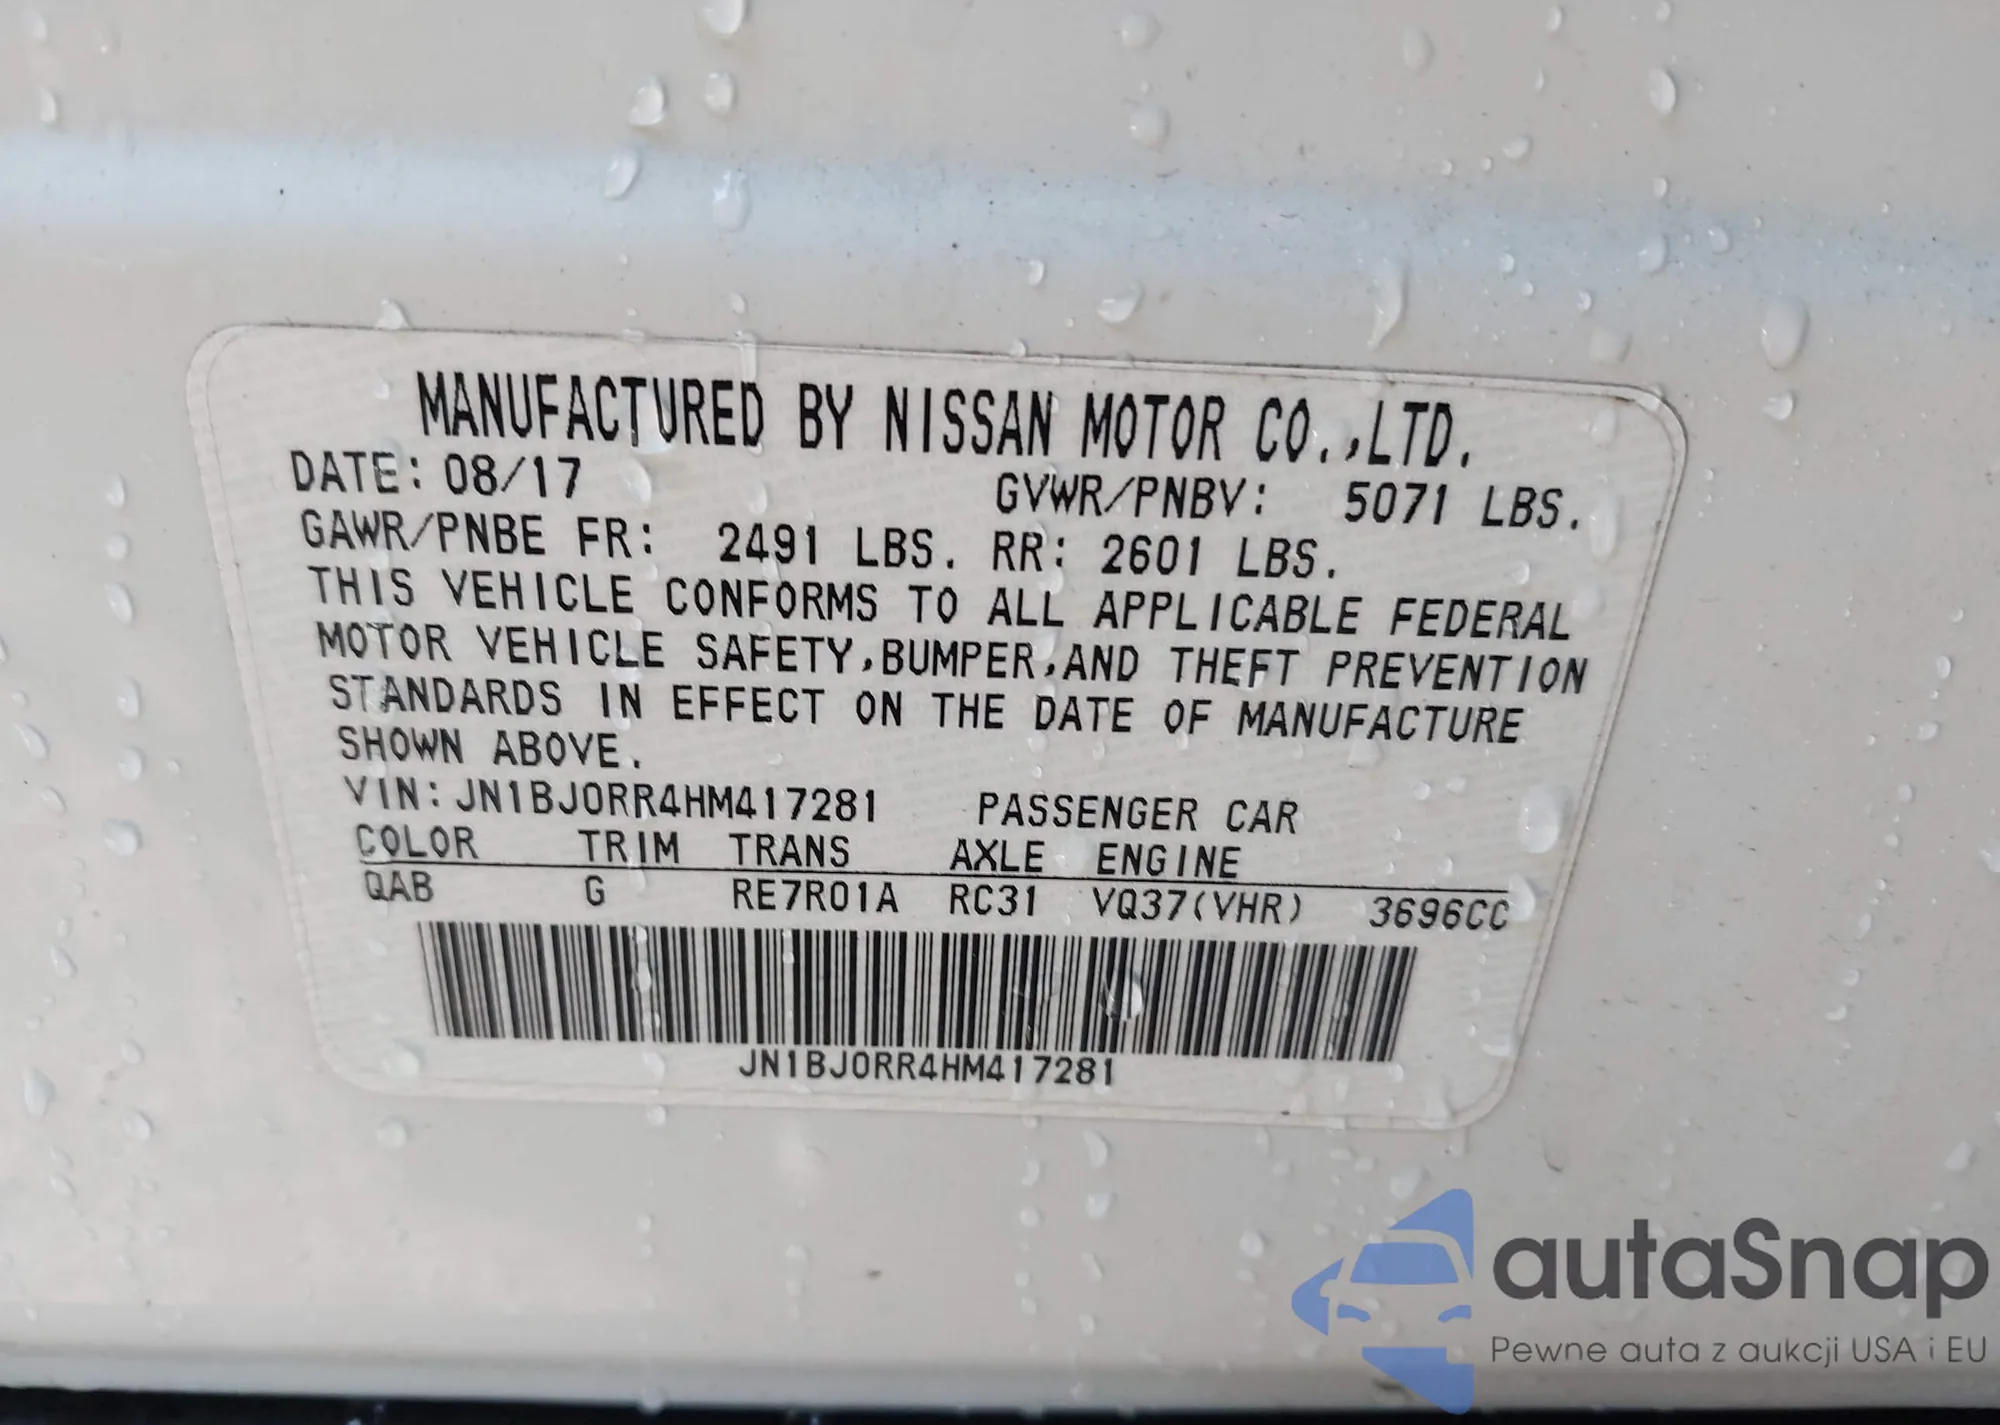 MANUFACTURED BY NISSAN MOTOR CO.,LTD.
DATE: 08/17 GVWR/PNBV: 5071 LBS.
GAWR/PNBE FR: 2491 LBS. RR: 2601 LBS.
THIS VEHICLE CONFORMS TO ALL APPLICABLE FEDERAL
MOTOR VEHICLE SAFETY,BUMPER,AND THEFT PREVENTION
STANDARDS IN EFFECT ON THE DATE OF MANUFACTURE
SHOWN ABOVE.
VIN: JN1BJ0RR4HM417281 PASSENGER CAR
COLOR TRIM TRANS AXLE ENGINE
QAB G RE7R01A RC31 VQ37(VHR) 3696CC
JN1BJ0RR4HM417281
autaSnap
Pewne auta z aukcji USA i EU